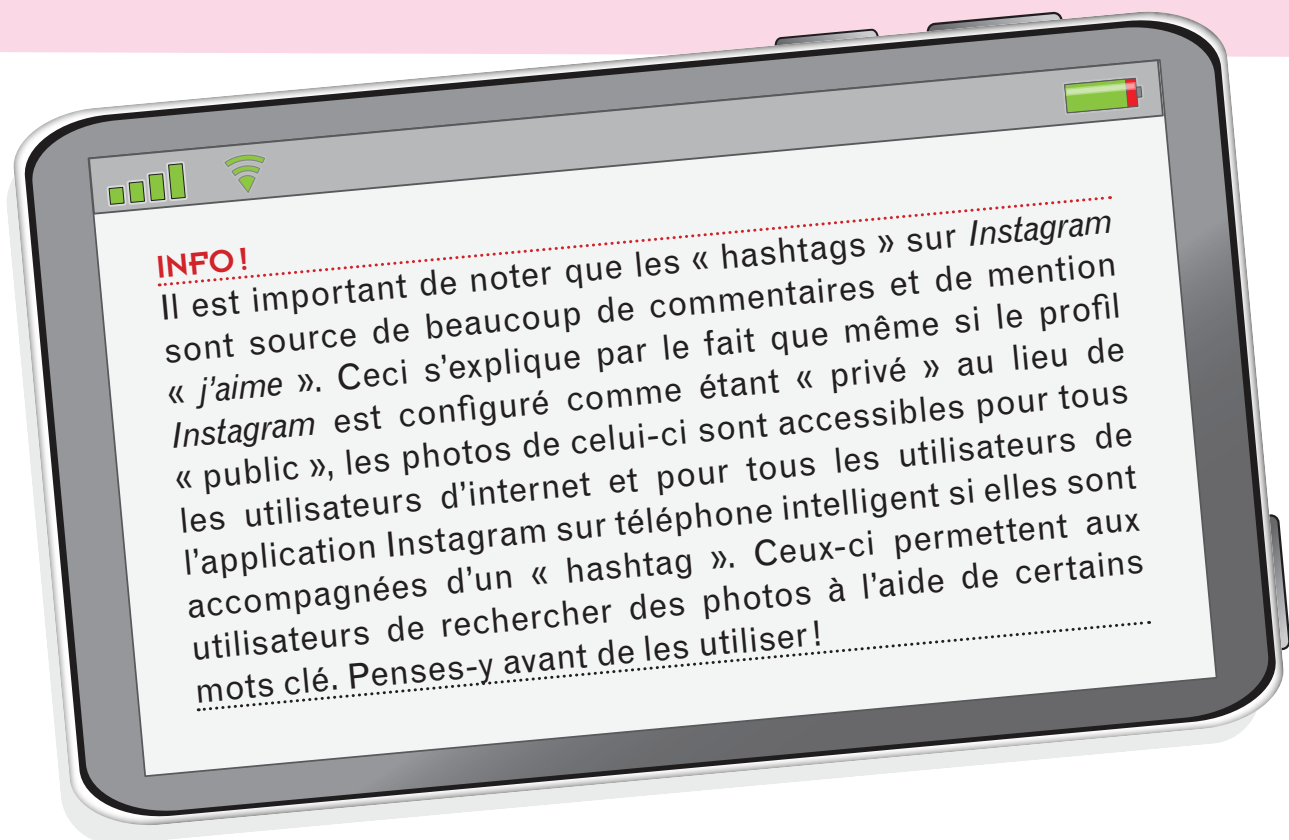 INFO !
Il est important de noter que les « hashtags » sur Instagram
sont source de beaucoup de commentaires et de mention
« j'aime ». Ceci s'explique par le fait que même si le profil
Instagram est configuré comme étant « privé » au lieu de
« public », les photos de celui-ci sont accessibles pour tous
les utilisateurs d'internet et pour tous les utilisateurs de
l'application Instagram sur téléphone intelligent si elles sont
accompagnées d'un « hashtag ». Ceux-ci permettent aux
utilisateurs de rechercher des photos à l'aide de certains
mots clé. Penses-y avant de les utiliser !